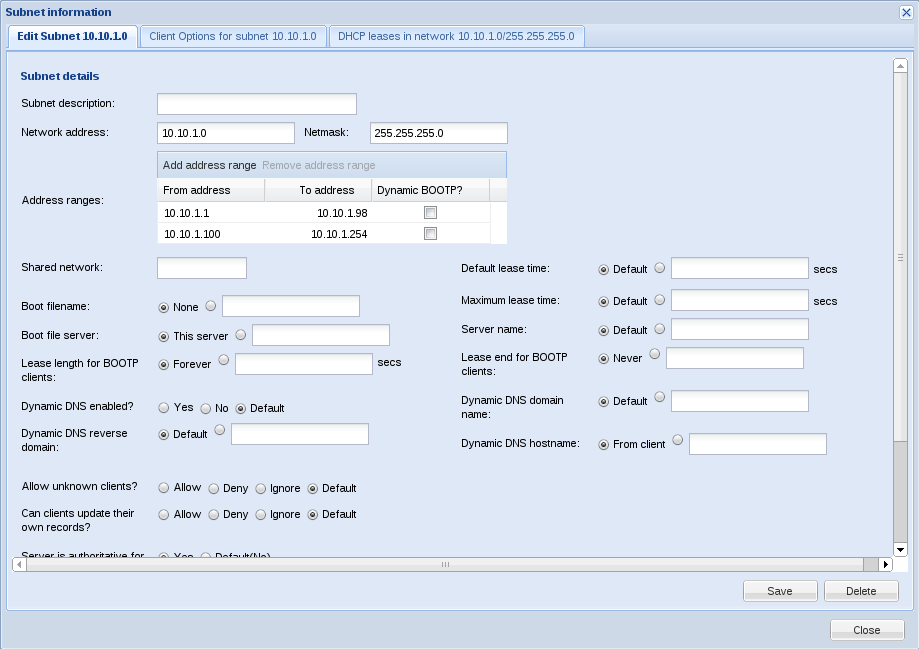 Subnet information
Edit Subnet 10.10.1.0
Client Options for subnet 10.10.1.0
DHCP leases in network 10.10.1.0/255.255.255.0
Subnet details
Subnet description:
Network address: 10.10.1.0 Netmask: 255.255.255.0
Add address range Remove address range
Address ranges:
From address To address Dynamic BOOTP?
10.10.1.1 10.10.1.98
10.10.1.100 10.10.1.254
Shared network:
Default lease time: Default secs
Boot filename: None
Maximum lease time: Default secs
Boot file server: This server
Server name: Default
Lease length for BOOTP
clients:
Forever secs
Lease end for BOOTP
clients:
Never
Dynamic DNS enabled? Yes No Default
Dynamic DNS domain
name:
Default
Dynamic DNS reverse
domain:
Default
Dynamic DNS hostname: From client
Allow unknown clients? Allow Deny Ignore Default
Can clients update their
own records?
Allow Deny Ignore Default
Server is authoritative for Yes Default(No)
Save Delete
Close